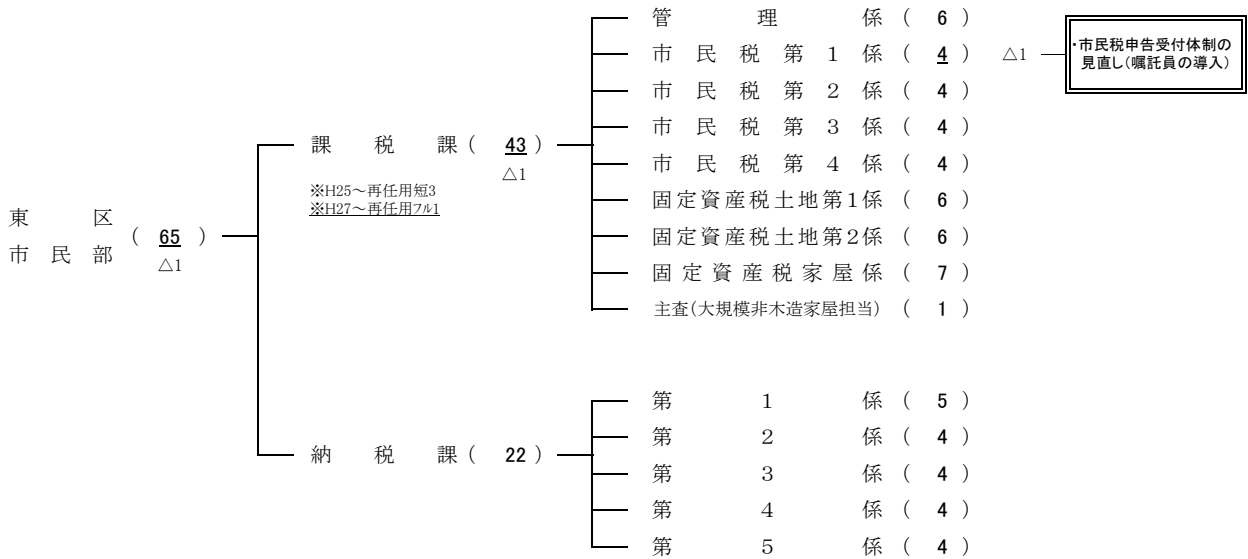 管理係(6)
市民税第1係(4) △1
・市民税申告受付体制の
見直し(嘱託員の導入)
市民税第2係(4)
市民税第3係(4)
課税課(43)
△1
※H25～再任用短3
※H27～再任用フル1
市民税第4係(4)
固定資産税土地第1係(6)
東区
市民部
(65)
△1
固定資産税土地第2係(6)
固定資産税家屋係(7)
主査(大規模非木造家屋担当)(1)
第1係(5)
第2係(4)
納税課(22)
第3係(4)
第4係(4)
第5係(4)